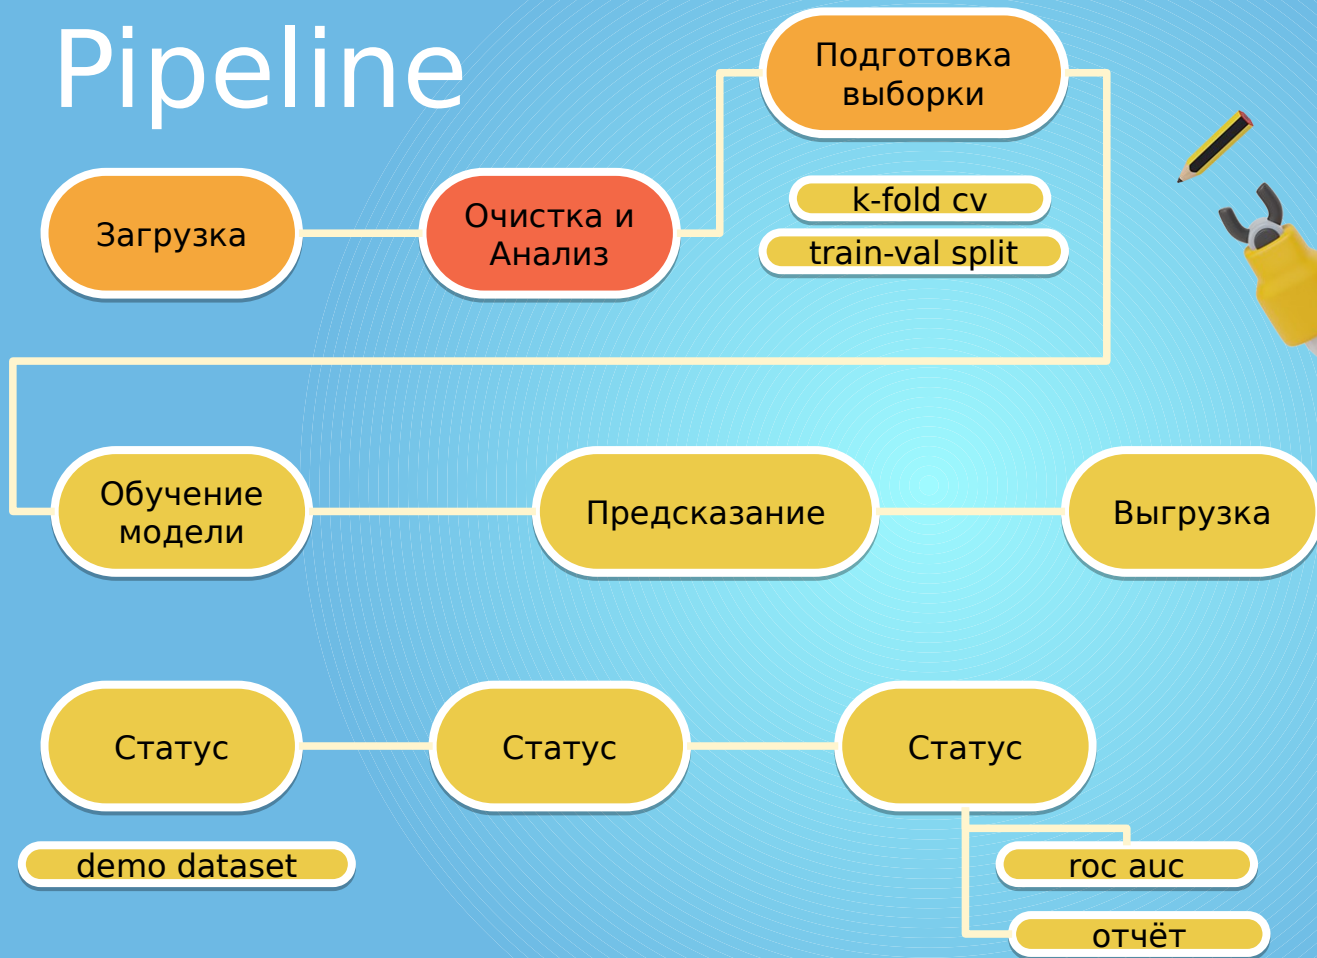 Pipeline
Подготовка
выборки
Загрузка
Очистка и
Анализ
k-fold cv
train-val split
Обучение
модели
Предсказание
Выгрузка
Статус
Статус
Статус
demo dataset
roc auc
отчёт